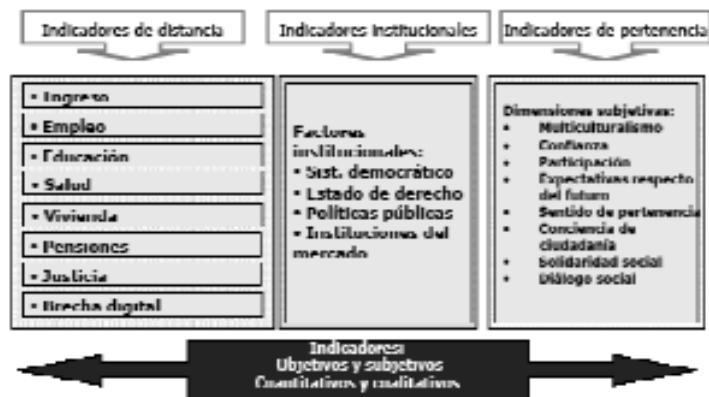 Indicadores de distancia
Indicadores institucionales
Indicadores de pertenencia
• Ingreso
• Empleo
• Educación
• Salud
• Vivienda
• Pensiones
• Justicia
• Brecha digital
Factores
institucionales:
• Sist. democrático
• Estado de derecho
• Políticas públicas
• Instituciones del
mercado
Dimensiones subjetivas:
• Multiculturalismo
• Confianza
• Participación
• Expectativas respecto
del futuro
• Sentido de pertenencia
• Conciencia de
ciudadanía
• Solidaridad social
• Diálogo social
Indicadores:
Objetivos y subjetivos
Cuantitativos y cualitativos